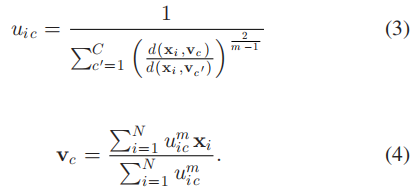 $u_{ic} = \frac{1}{\sum_{c'=1}^{C} \left( \frac{d(\mathbf{x}_i, \mathbf{v}_c)}{d(\mathbf{x}_i, \mathbf{v}_{c'})} \right)^{\frac{2}{m-1}}}$ (3)
$\mathbf{v}_c = \frac{\sum_{i=1}^{N} u_{ic}^m \mathbf{x}_i}{\sum_{i=1}^{N} u_{ic}^m}.$ (4)